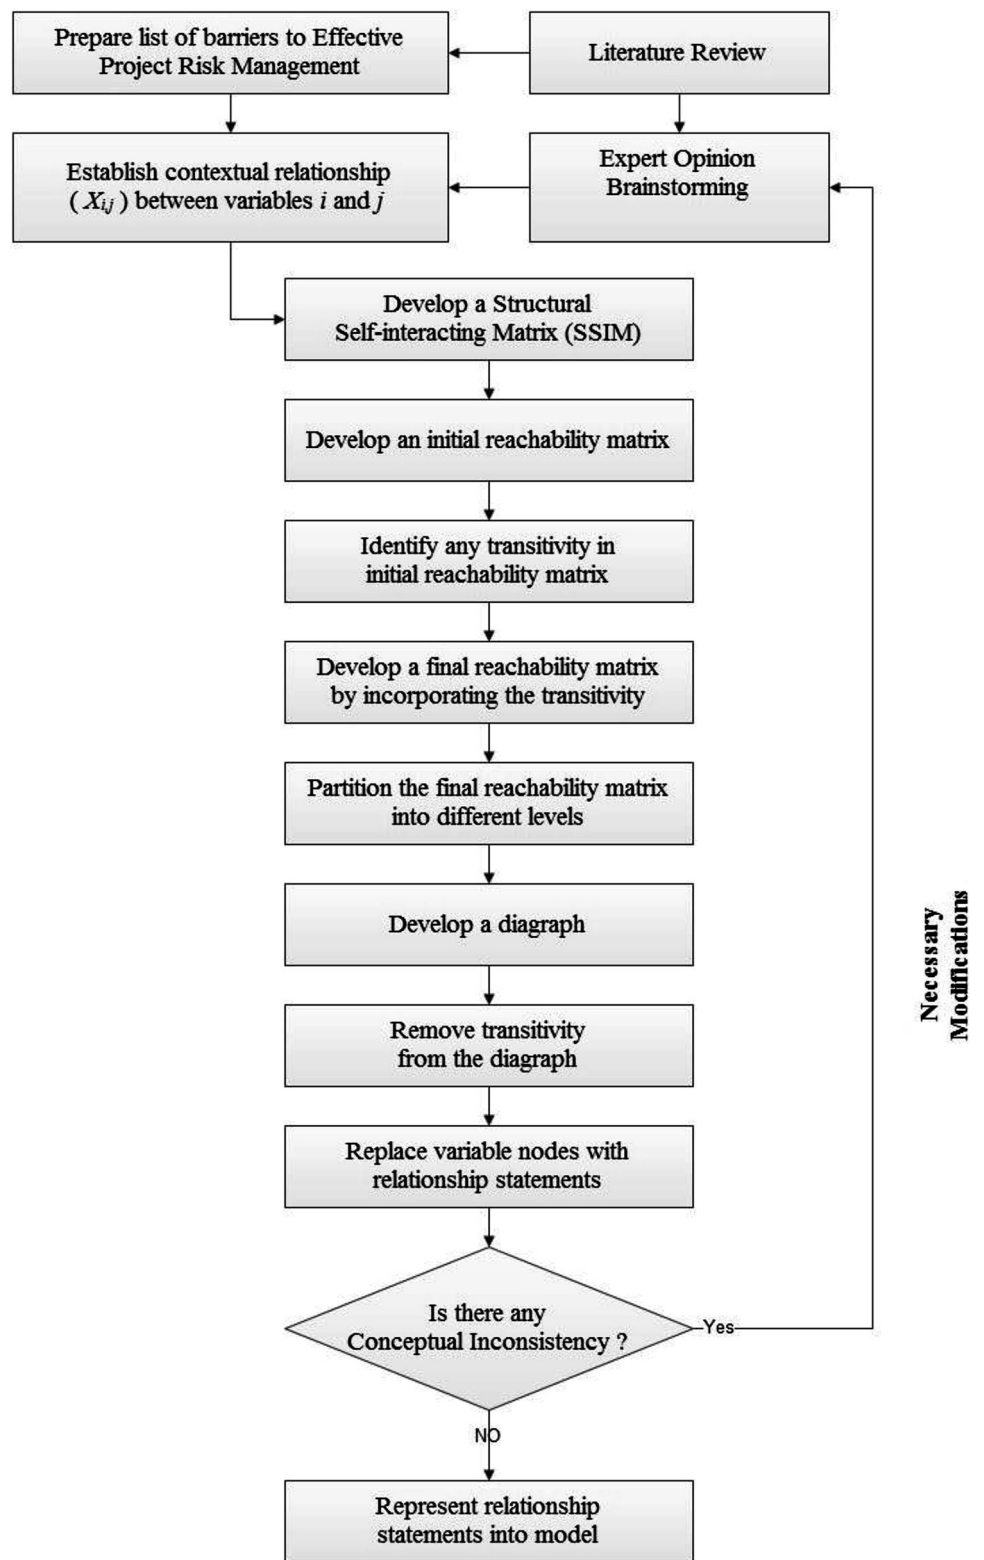 Prepare list of barriers to Effective
Project Risk Management
Literature Review
Establish contextual relationship
( Xi,j ) between variables i and j
Expert Opinion
Brainstorming
Develop a Structural
Self-interacting Matrix (SSIM)
Develop an initial reachability matrix
Identify any transitivity in
initial reachability matrix
Develop a final reachability matrix
by incorporating the transitivity
Partition the final reachability matrix
into different levels
Develop a diagraph
Remove transitivity
from the diagraph
Replace variable nodes with
relationship statements
Is there any
Conceptual Inconsistency ?
Yes
Necessary
Modifications
NO
Represent relationship
statements into model